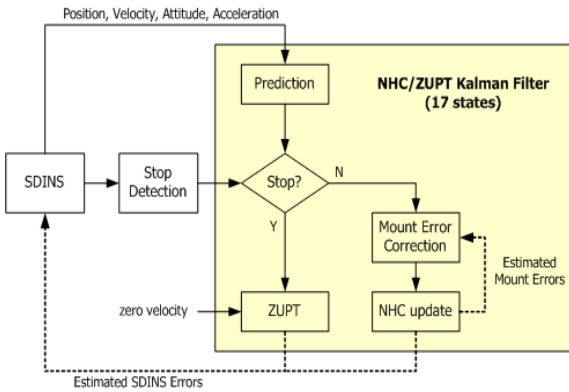 Position, Velocity, Attitude, Acceleration
NHC/ZUPT Kalman Filter
(17 states)
Prediction
SDINS
Stop
Detection
Stop?
N
Y
Mount Error
Correction
Estimated
Mount Errors
zero velocity
ZUPT
NHC update
Estimated SDINS Errors